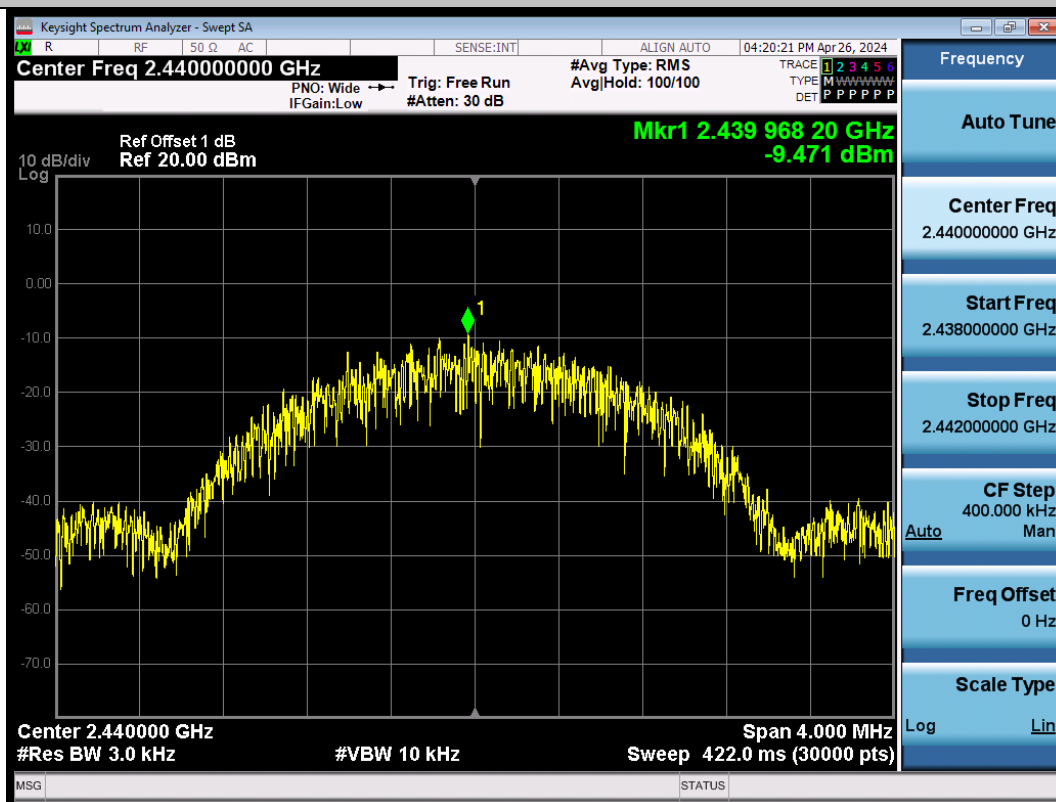 Keysight Spectrum Analyzer - Swept SA
LXI R RF 50 Ω AC SENSE:INT ALIGN AUTO 04:20:21 PM Apr 26, 2024
Center Freq 2.440000000 GHz
PNO: Wide
IFGain:Low
Trig: Free Run
#Atten: 30 dB
#Avg Type: RMS
Avg|Hold: 100/100
TRACE 1 2 3 4 5 6
TYPE M W W W W W
DET P P P P P P
Mkr1 2.439 968 20 GHz
-9.471 dBm
Ref Offset 1 dB
10 dB/div Ref 20.00 dBm
Log
10.0
0.00
1
-10.0
-20.0
-30.0
-40.0
-50.0
-60.0
-70.0
Center 2.440000 GHz Span 4.000 MHz
#Res BW 3.0 kHz #VBW 10 kHz Sweep 422.0 ms (30000 pts)
MSG STATUS
Frequency
Auto Tune
Center Freq
2.440000000 GHz
Start Freq
2.438000000 GHz
Stop Freq
2.442000000 GHz
CF Step
400.000 kHz
Auto Man
Freq Offset
0 Hz
Scale Type
Log Lin